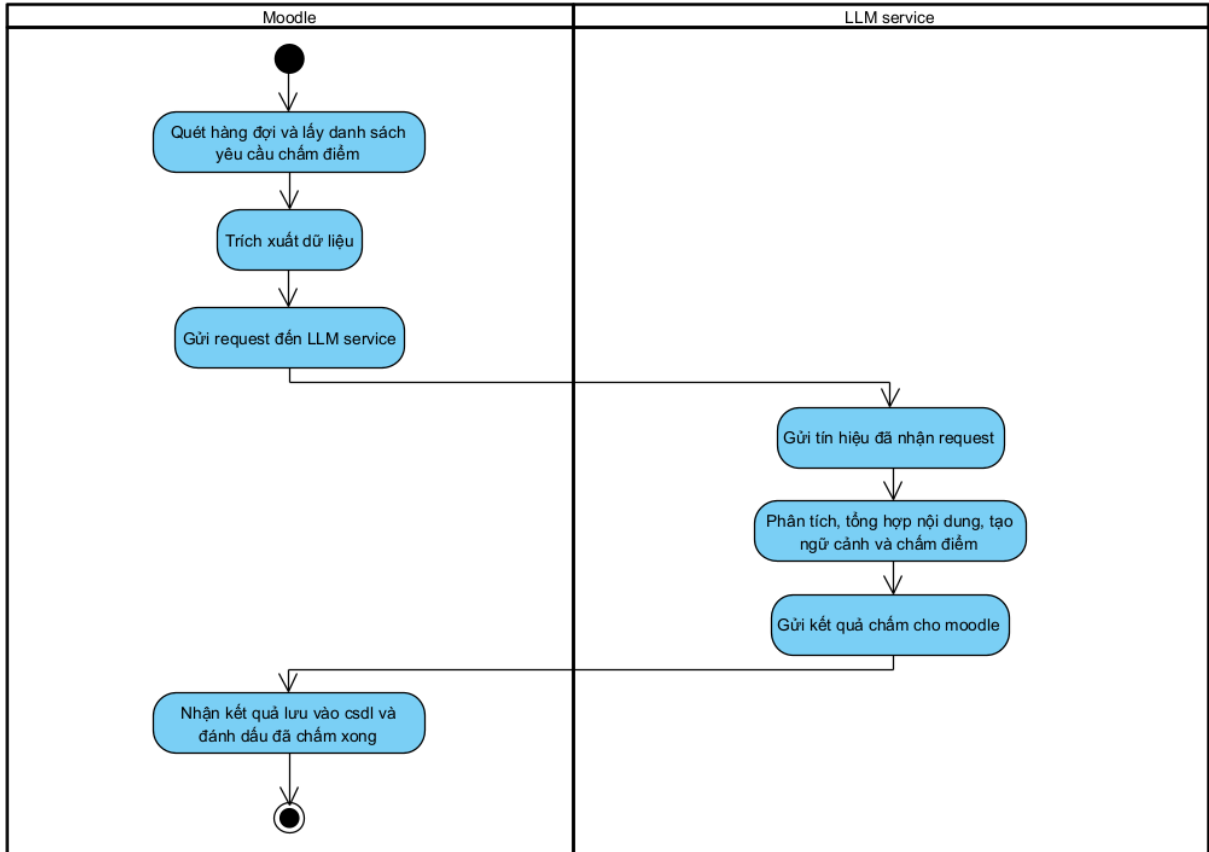 Moodle
LLM service
Quét hàng đợi và lấy danh sách
yêu cầu chấm điểm
Trích xuất dữ liệu
Gửi request đến LLM service
Gửi tín hiệu đã nhận request
Phân tích, tổng hợp nội dung, tạo
ngữ cảnh và chấm điểm
Gửi kết quả chấm cho moodle
Nhận kết quả lưu vào csdl và
đánh dấu đã chấm xong